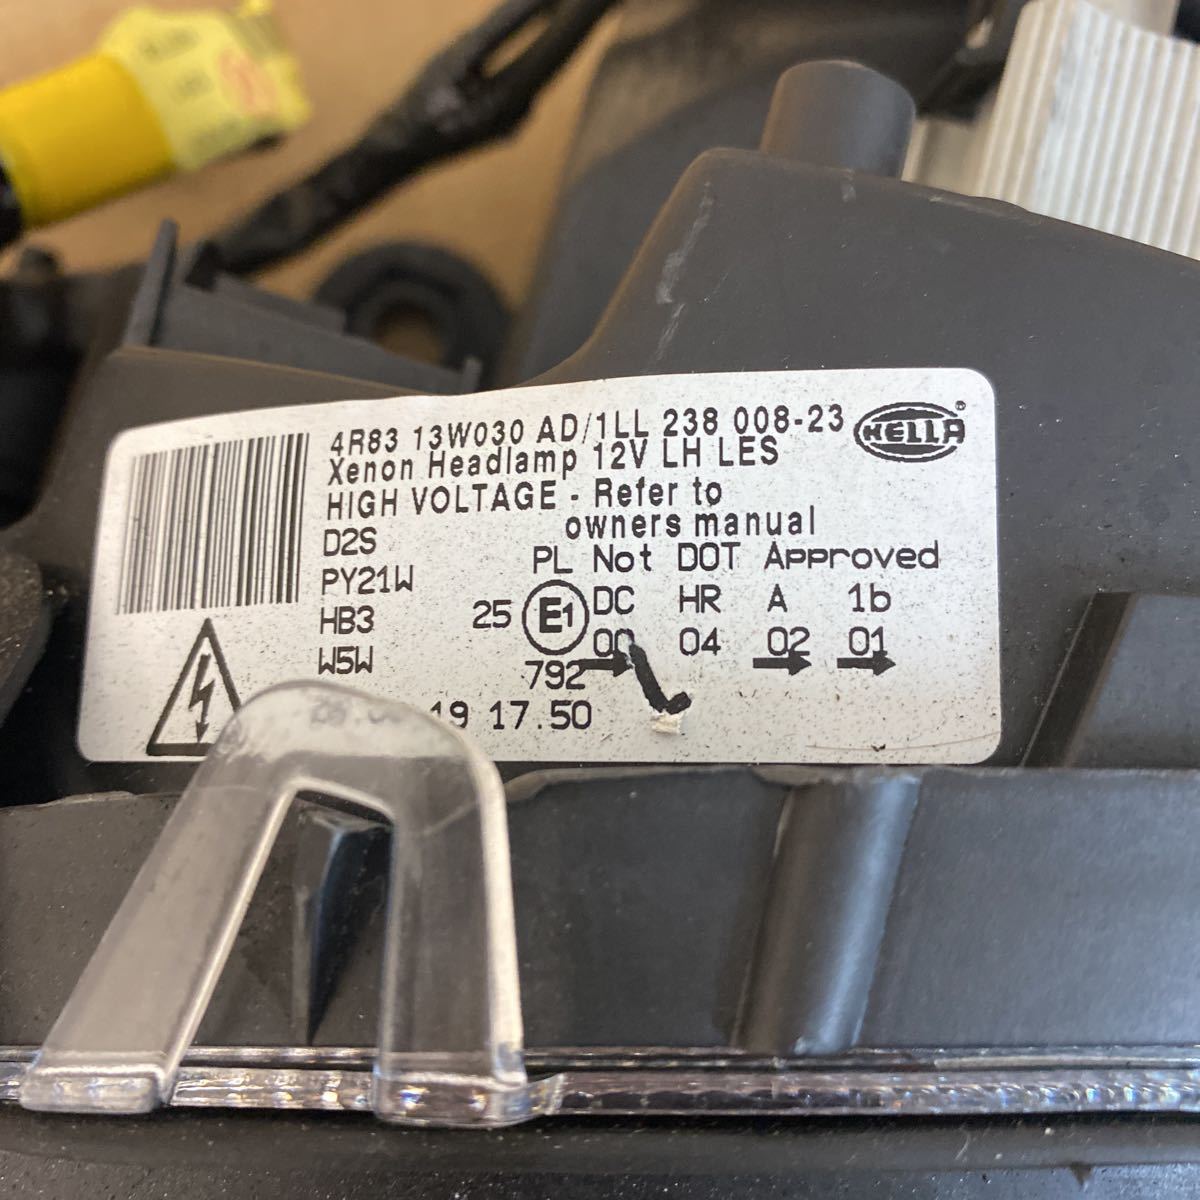 4R83 13W030 AD/1LL 238 008-23
HELLA
Xenon Headlamp 12V LH LES
HIGH VOLTAGE - Refer to
owners manual
D2S
PL Not DOT Approved
PY21W
HB3
W5W
25 E1 DC HR A 1b
00 04 02 01
792
19 17.50